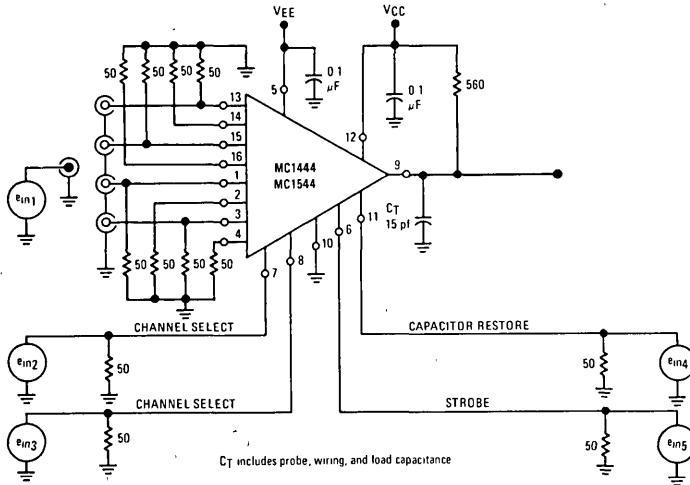 VEE
VCC
50
50
50
50
0 1
µF
0 1
µF
560
5
13
14
15
16
1
2
3
4
12
MC1444
MC1544
9
CT
15 pf
ein1
10
6
11
7
8
50
50
50
50
CHANNEL SELECT
CAPACITOR RESTORE
ein2
50
50
ein4
CHANNEL SELECT
STROBE
ein3
50
50
ein5
CT includes probe, wiring, and load capacitance